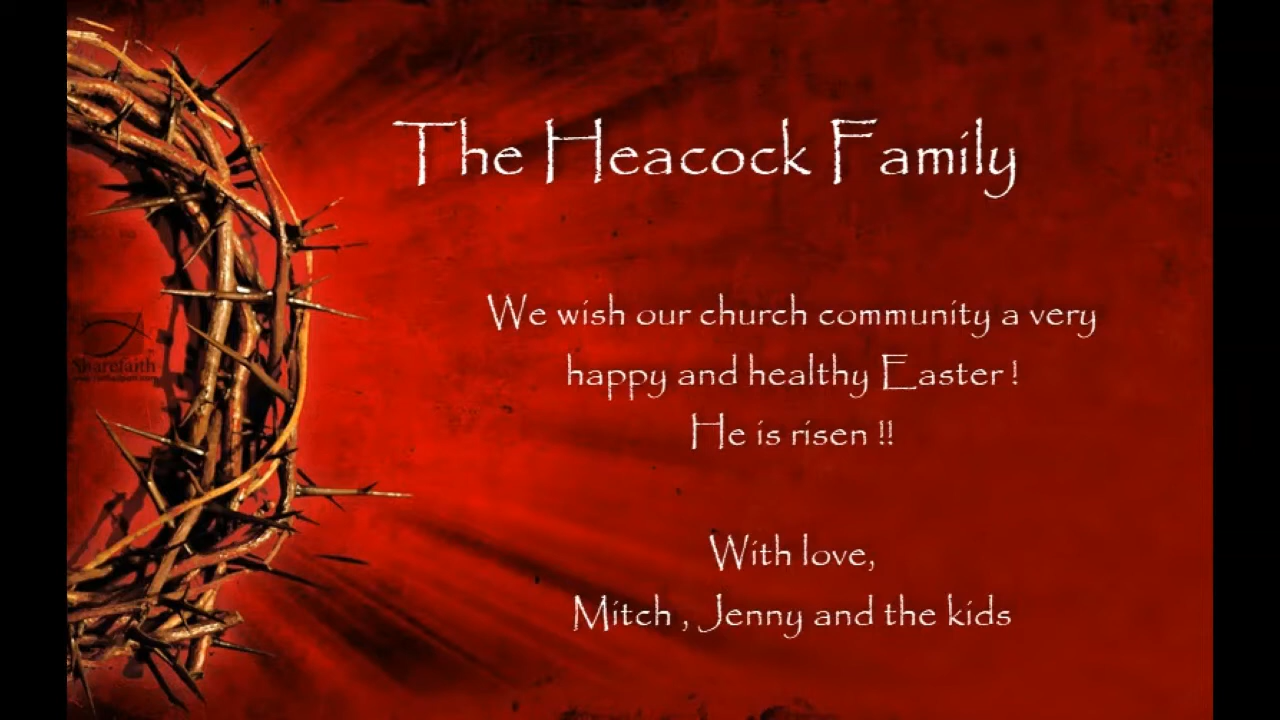 The Heacock Family
We wish our church community a very
happy and healthy Easter !
He is risen !!
With love,
Mitch , Jenny and the kids
Sharefaith